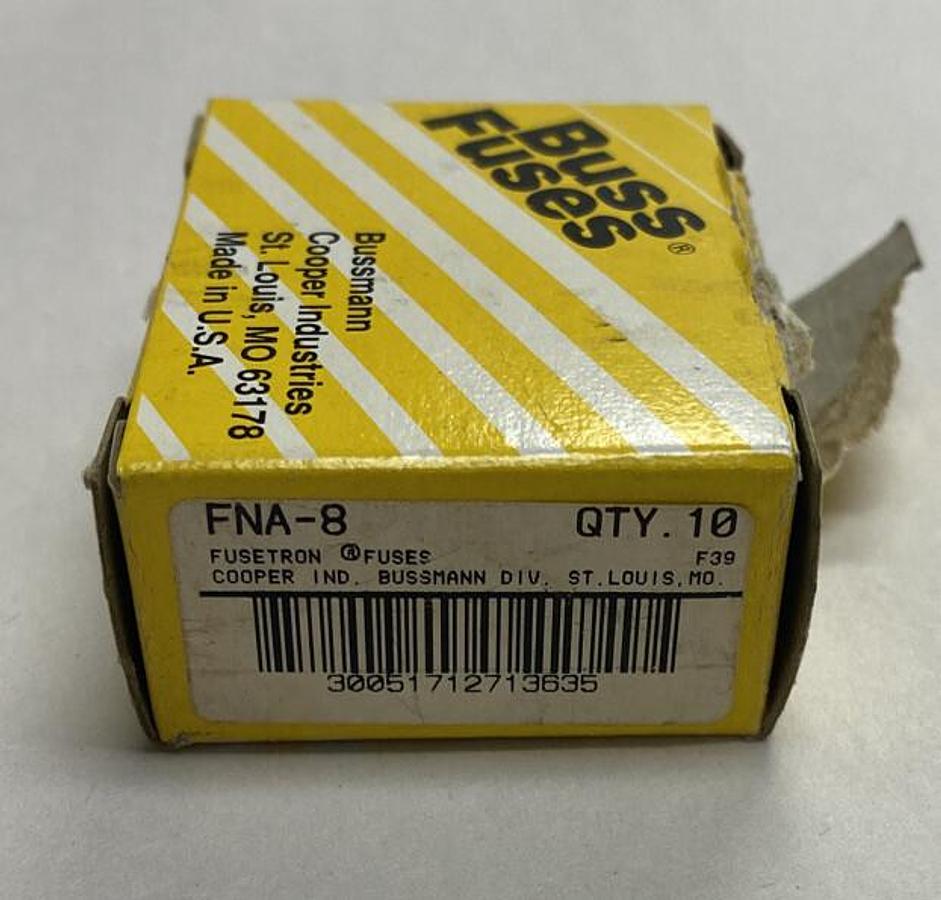 Buss
Fuses®
Bussmann
Cooper Industries
St. Louis, MO 63178
Made in U.S.A.
FNA-8 QTY. 10
FUSETRON ®FUSES F39
COOPER IND. BUSSMANN DIV. ST.LOUIS,MO.
30051712713635